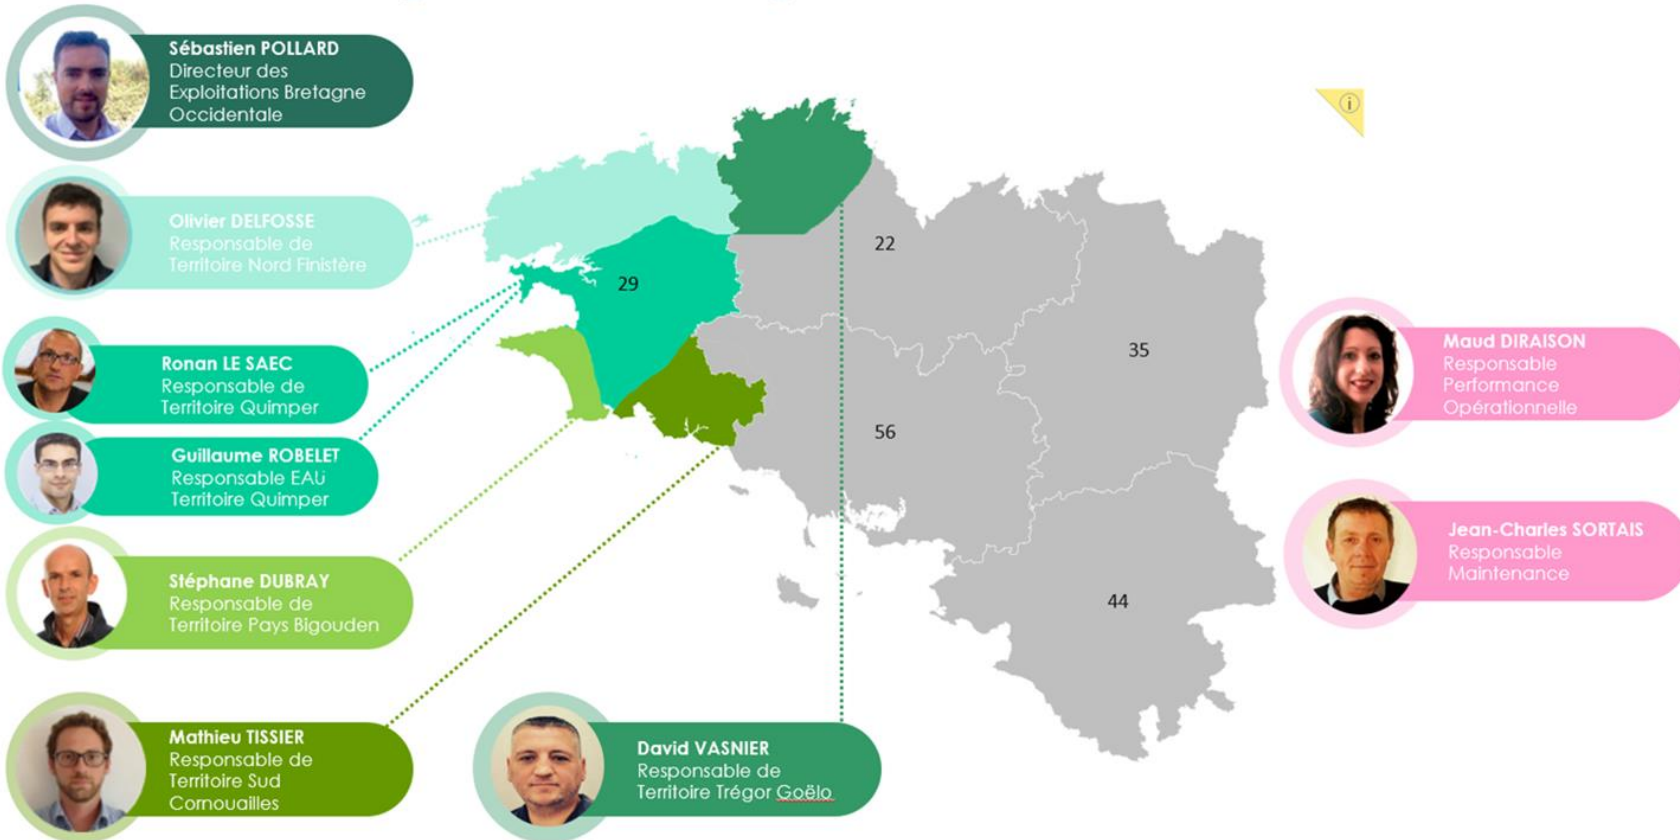 Sébastien POLLARD
Directeur des
Exploitations Bretagne
Occidentale
Olivier DELFOSSE
Responsable de
Territoire Nord Finistère
Ronan LE SAEC
Responsable de
Territoire Quimper
Guillaume ROBELET
Responsable EAU
Territoire Quimper
Stéphane DUBRAY
Responsable de
Territoire Pays Bigouden
Mathieu TISSIER
Responsable de
Territoire Sud
Cornouailles
David VASNIER
Responsable de
Territoire Trégor Goëlo
29
22
56
35
44
i
Maud DIRAISON
Responsable
Performance
Opérationnelle
Jean-Charles SORTAIS
Responsable
Maintenance